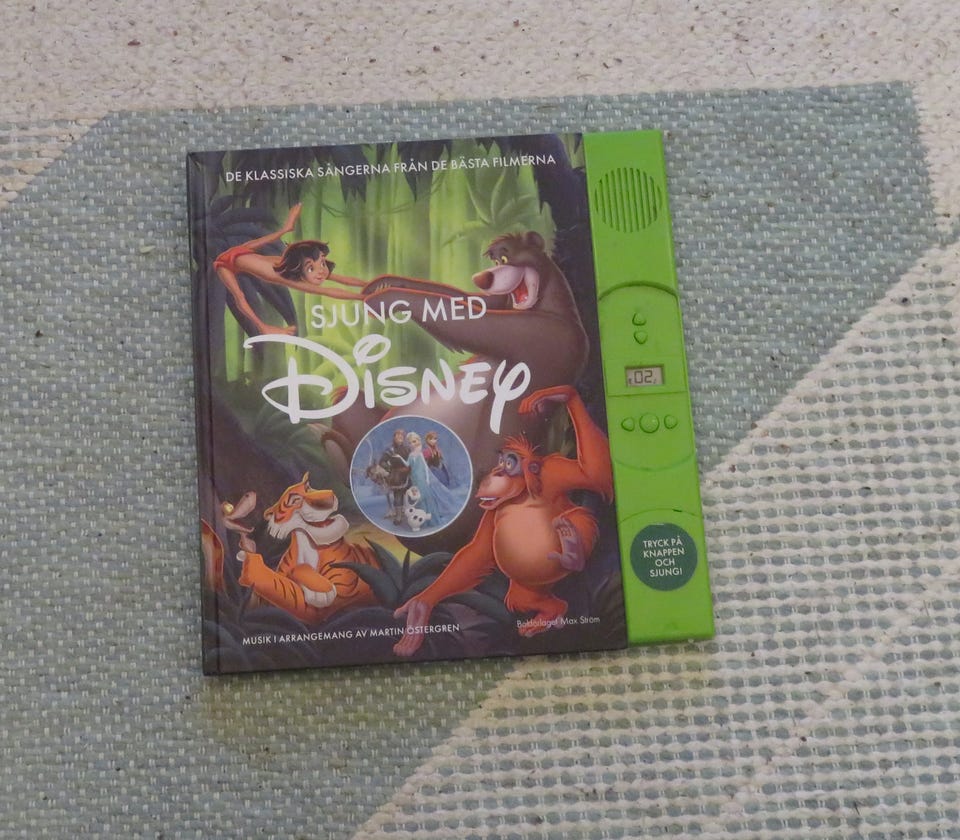 DE KLASSISKA SÅNGERNA FRÅN DE BÄSTA FILMERNA
SJUNG MED
DISNEY
02
TRYCK PÅ
KNAPPEN
OCH
SJUNG!
MUSIK I ARRANGEMANG AV MARTIN ÖSTERGREN
Bokförlaget Max Ström